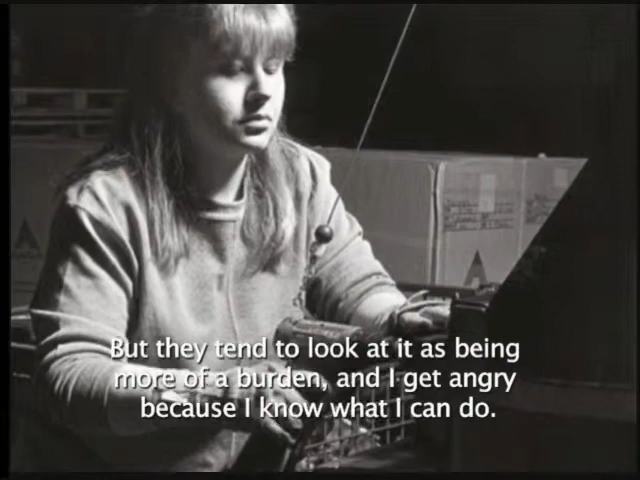 But they tend to look at it as being
more of a burden, and I get angry
because I know what I can do.